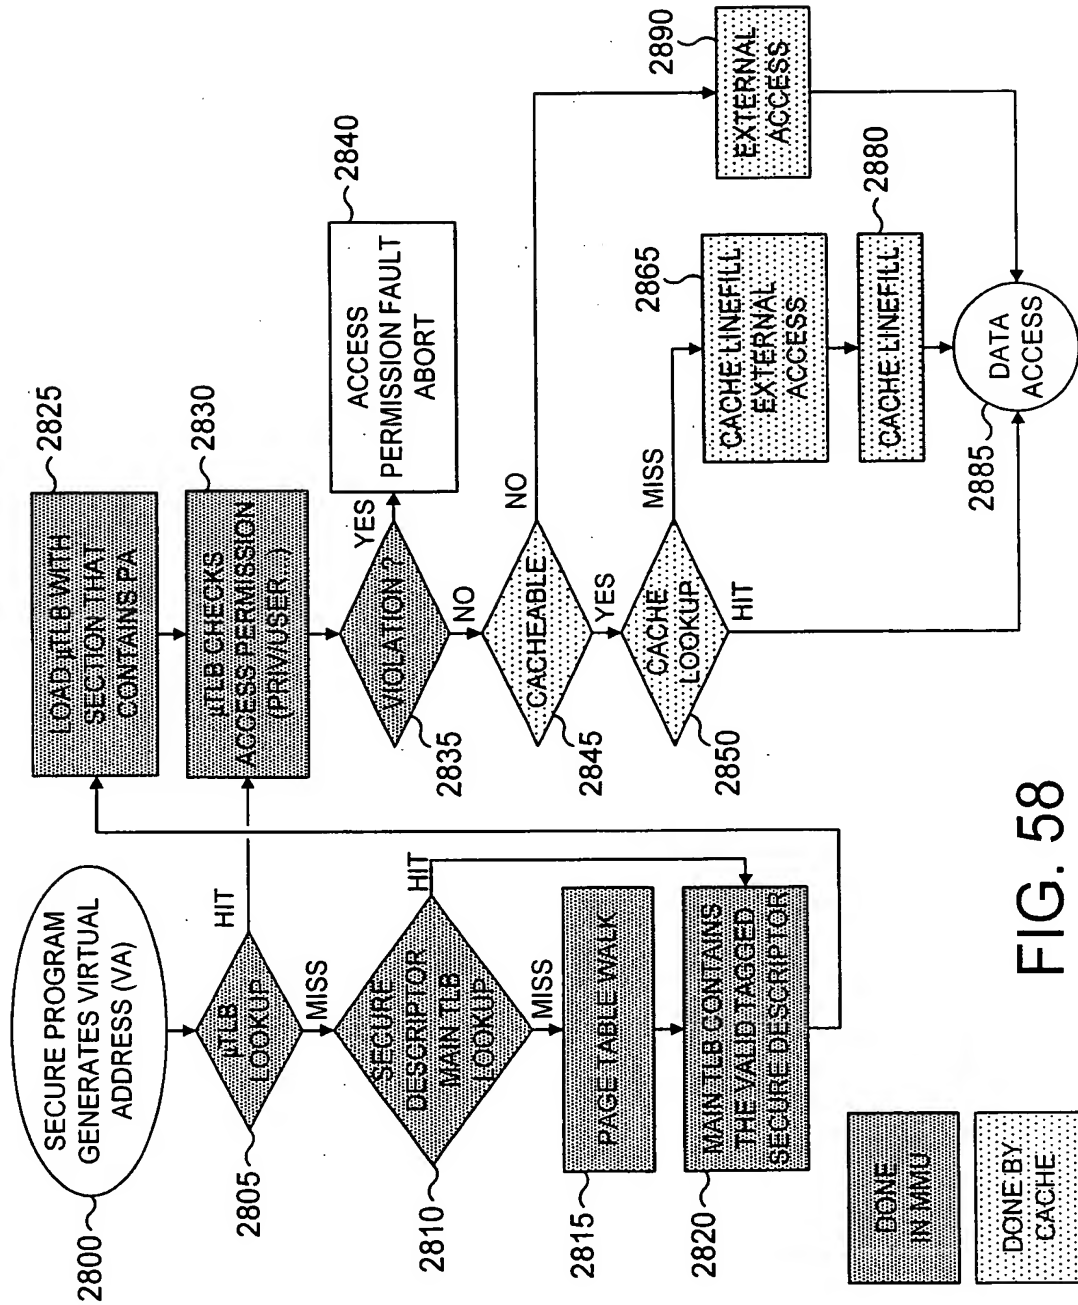 SECURE PROGRAM
GENERATES VIRTUAL
ADDRESS (VA)
2800
µTLB
LOOKUP
2805
HIT
MISS
SECURE
DESCRIPTOR
MAIN TLB
LOOKUP
2810
HIT
MISS
PAGE TABLE WALK
2815
MAIN TLB CONTAINS
THE VALID TAGGED
SECURE DESCRIPTOR
2820
LOAD µTLB WITH
SECTION THAT
CONTAINS PA
2825
µTLB CHECKS
ACCESS PERMISSION
(PRIV/USER..)
2830
VIOLATION ?
2835
YES
NO
ACCESS
PERMISSION FAULT
ABORT
2840
CACHEABLE
2845
NO
YES
CACHE
LOOKUP
2850
MISS
HIT
CACHE LINEFILL
EXTERNAL
ACCESS
2865
CACHE LINEFILL
2880
EXTERNAL
ACCESS
2890
DATA
ACCESS
2885
DONE
IN MMU
DONE BY
CACHE
FIG. 58